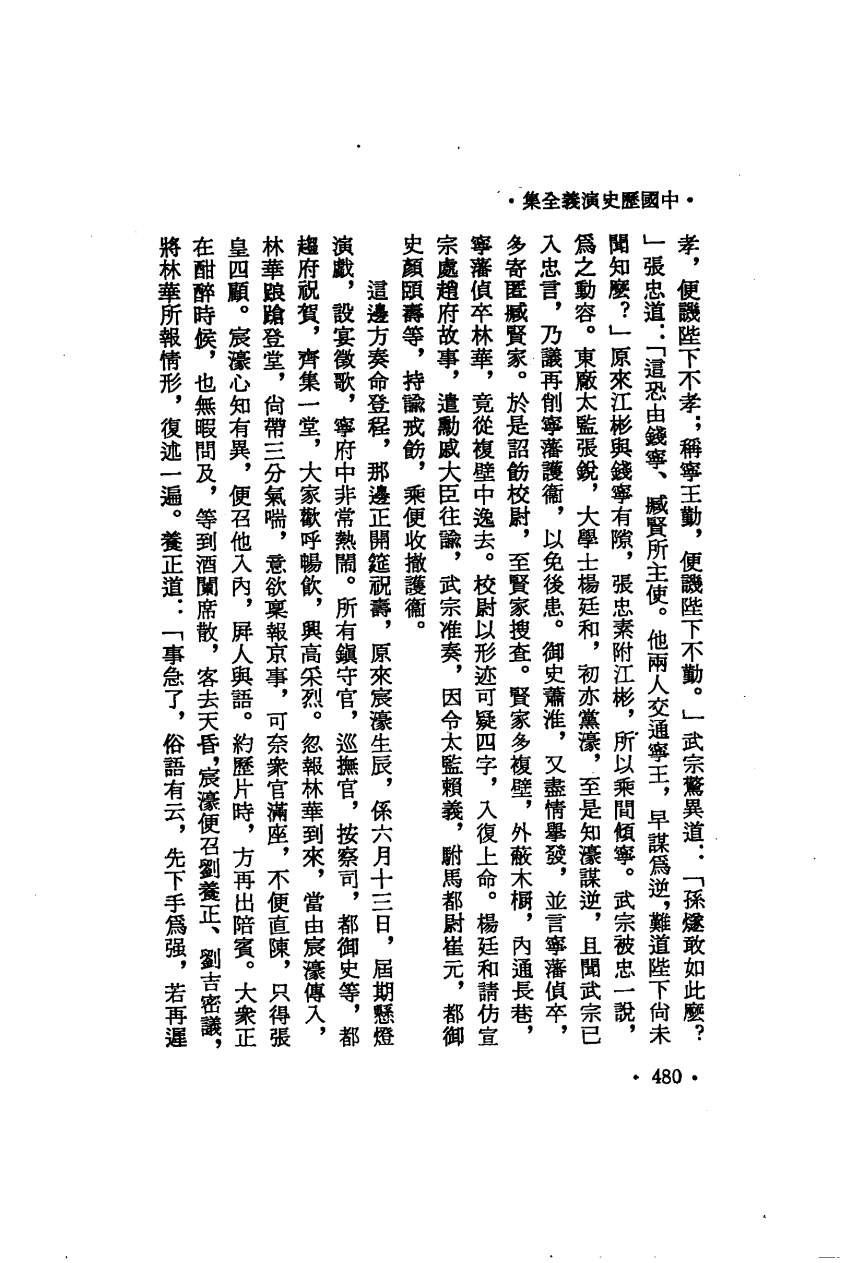 ·中國歷史演義全集·
孝，便譏陛下不孝；稱寧王勤，便譏陛下不勤。」武宗驚異道：「孫燧敢如此麼？
」張忠道：「這恐由錢寧、臧賢所主使。他兩人交通寧王，早謀爲逆，難道陛下尙未
聞知麼？」原來江彬與錢寧有隙，張忠素附江彬，所以乘間傾寧。武宗被忠一說，
爲之動容。東廠太監張銳，大學士楊廷和，初亦黨濠，至是知濠謀逆，且聞武宗已
入忠言，乃議再削寧藩護衞，以免後患。御史蕭淮，又盡情舉發，並言寧藩偵卒，
多寄匿臧賢家。於是詔飭校尉，至賢家搜查。賢家多複壁，外蔽木櫥，內通長巷，
寧藩偵卒林華，竟從複壁中逸去。校尉以形迹可疑四字，入復上命。楊廷和請仿宣
宗處趙府故事，遣勳戚大臣往諭，武宗准奏，因令太監賴義，駙馬都尉崔元，都御
史顏頤壽等，持諭戒飭，乘便收撤護衞。
這邊方奏命登程，那邊正開筵祝壽，原來宸濠生辰，係六月十三日，屆期懸燈
演戲，設宴徵歌，寧府中非常熱鬧。所有鎭守官，巡撫官，按察司，都御史等，都
趨府祝賀，齊集一堂，大家歡呼暢飮，興高采烈。忽報林華到來，當由宸濠傳入，
林華踉蹌登堂，尙帶三分氣喘，意欲稟報京事，可奈衆官滿座，不便直陳，只得張
皇四顧。宸濠心知有異，便召他入內，屛人與語。約歷片時，方再出陪賓。大衆正
在酣醉時候，也無暇問及，等到酒闌席散，客去天昏，宸濠便召劉養正、劉吉密議，
將林華所報情形，復述一遍。養正道：「事急了，俗語有云，先下手爲强，若再遲
·480·